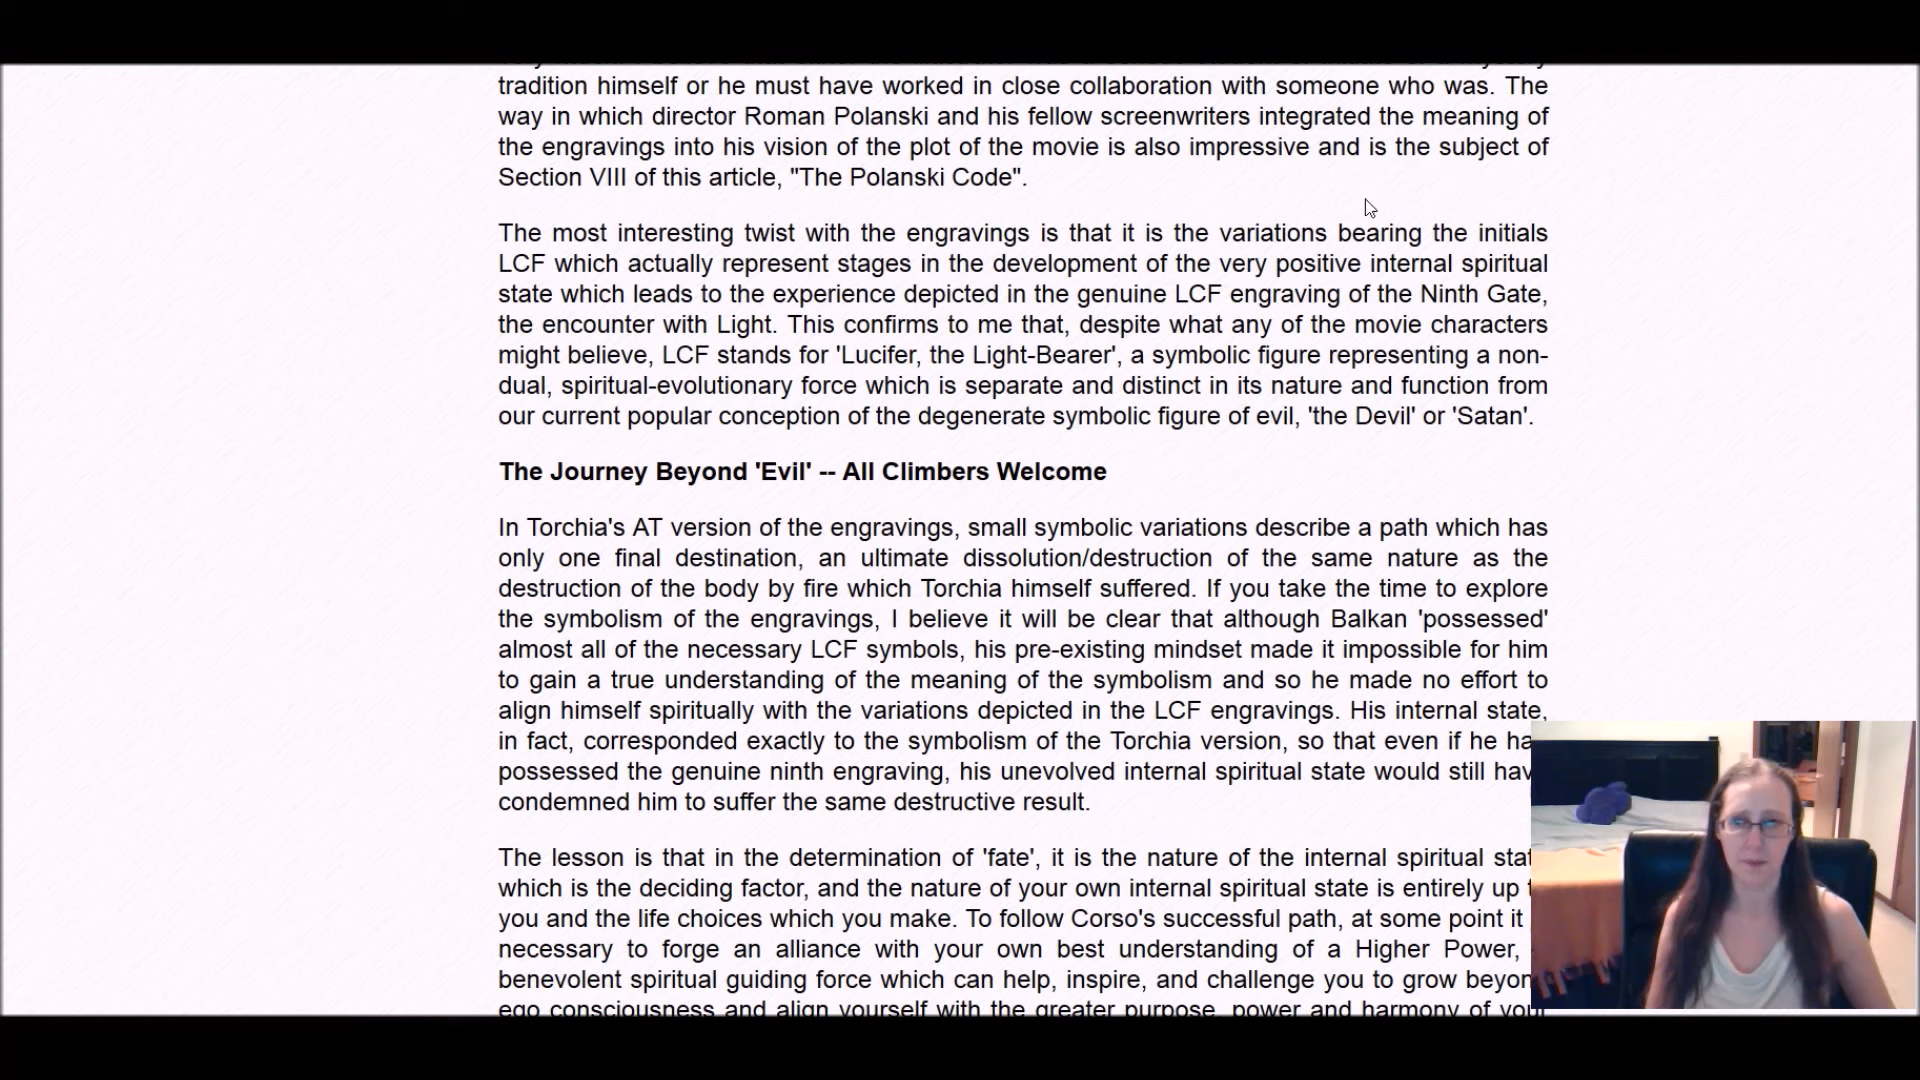 tradition himself or he must have worked in close collaboration with someone who was. The
way in which director Roman Polanski and his fellow screenwriters integrated the meaning of
the engravings into his vision of the plot of the movie is also impressive and is the subject of
Section VIII of this article, "The Polanski Code".
The most interesting twist with the engravings is that it is the variations bearing the initials
LCF which actually represent stages in the development of the very positive internal spiritual
state which leads to the experience depicted in the genuine LCF engraving of the Ninth Gate,
the encounter with Light. This confirms to me that, despite what any of the movie characters
might believe, LCF stands for 'Lucifer, the Light-Bearer', a symbolic figure representing a non-
dual, spiritual-evolutionary force which is separate and distinct in its nature and function from
our current popular conception of the degenerate symbolic figure of evil, 'the Devil' or 'Satan'.
The Journey Beyond 'Evil' -- All Climbers Welcome
In Torchia's AT version of the engravings, small symbolic variations describe a path which has
only one final destination, an ultimate dissolution/destruction of the same nature as the
destruction of the body by fire which Torchia himself suffered. If you take the time to explore
the symbolism of the engravings, I believe it will be clear that although Balkan 'possessed'
almost all of the necessary LCF symbols, his pre-existing mindset made it impossible for him
to gain a true understanding of the meaning of the symbolism and so he made no effort to
align himself spiritually with the variations depicted in the LCF engravings. His internal state,
in fact, corresponded exactly to the symbolism of the Torchia version, so that even if he ha
possessed the genuine ninth engraving, his unevolved internal spiritual state would still hav
condemned him to suffer the same destructive result.
The lesson is that in the determination of 'fate', it is the nature of the internal spiritual stat
which is the deciding factor, and the nature of your own internal spiritual state is entirely up
you and the life choices which you make. To follow Corso's successful path, at some point it
necessary to forge an alliance with your own best understanding of a Higher Power,
benevolent spiritual guiding force which can help, inspire, and challenge you to grow beyon
ego consciousness and align yourself with the greater purpose, power and harmony of your